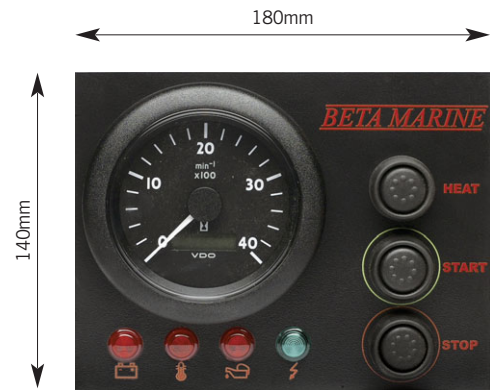 180mm
140mm
BETA MARINE
20
min⁻¹
x100
10
30
0
40
VDO
HEAT
START
STOP